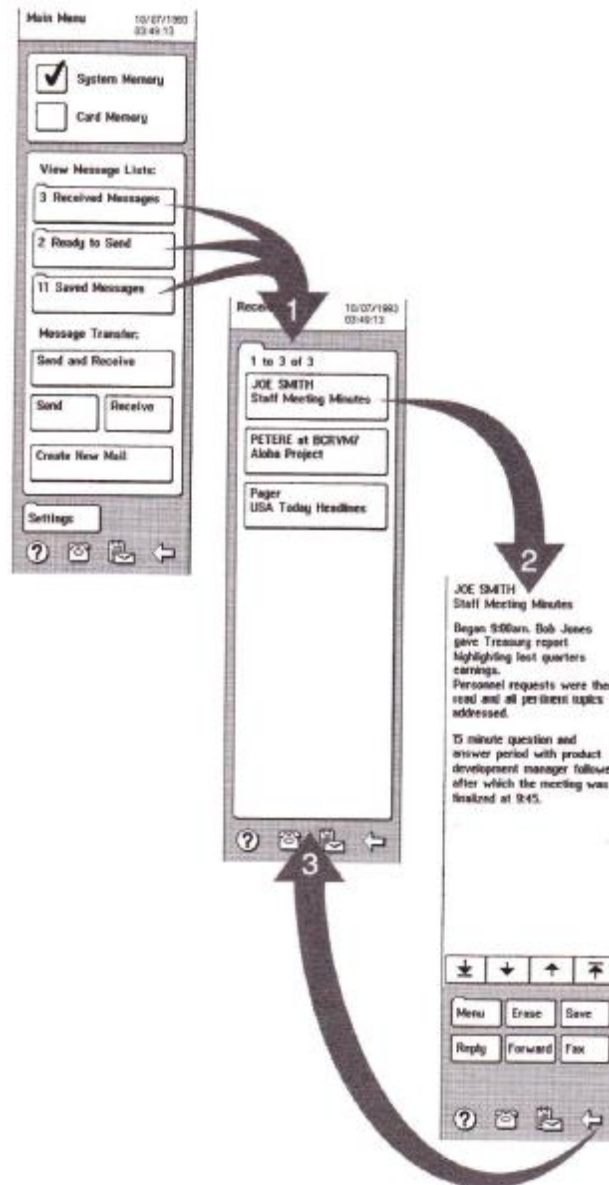 Main Menu
10/07/1993
03:49:13
System Memory
Card Memory
View Message Lists:
3 Received Messages
2 Ready to Send
11 Saved Messages
Message Transfer:
Send and Receive
Send
Receive
Create New Mail
Settings
?
1
10/07/1993
03:49:13
1 to 3 of 3
JOE SMITH
Staff Meeting Minutes
PETERE at BCRVM7
Aloha Project
Pager
USA Today Headlines
?
3
2
JOE SMITH
Staff Meeting Minutes
Began 9:00am. Bob Jones
gave Treasury report
highlighting last quarters
earnings.
Personnel requests were the
read and all pertinent topics
addressed.
15 minute question and
answer period with product
development manager followe
after which the meeting was
finalized at 9:45.
Menu
Erase
Save
Reply
Forward
Fax
?